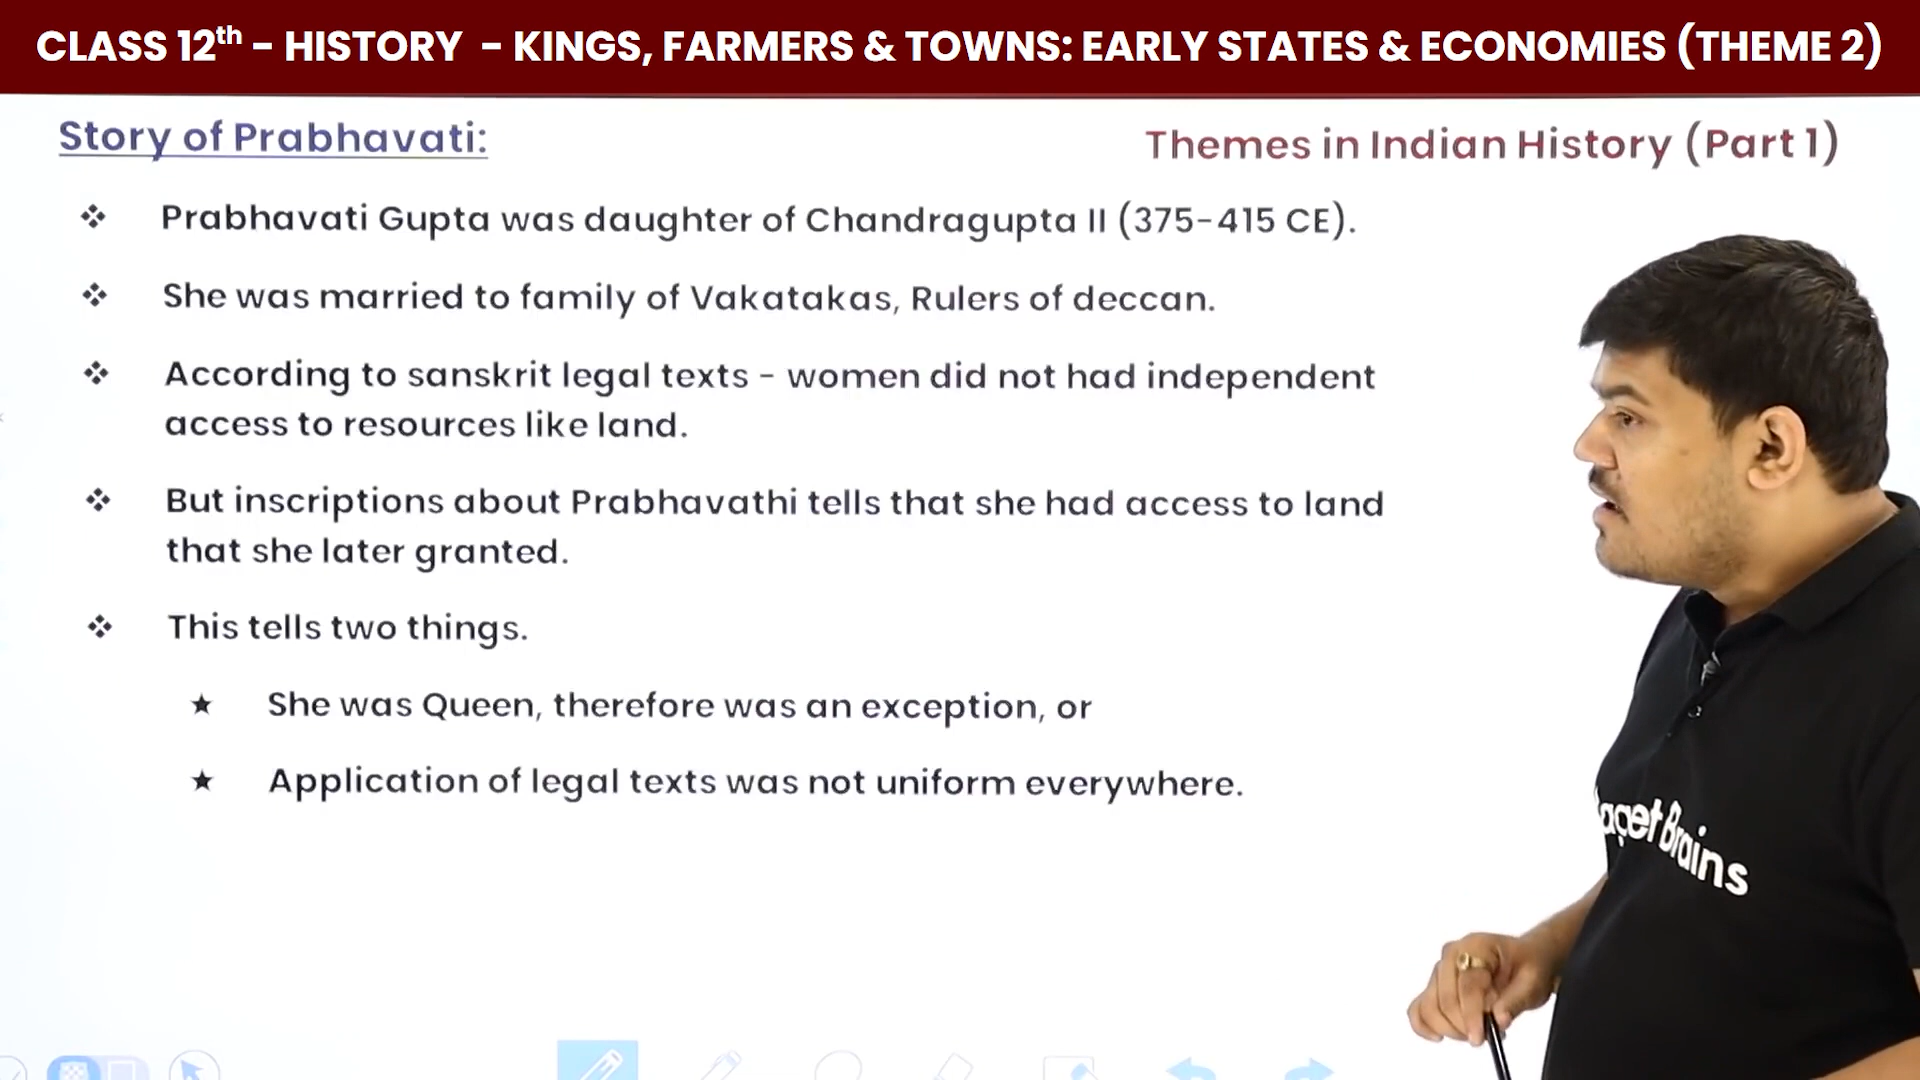 CLASS 12th - HISTORY - KINGS, FARMERS & TOWNS: EARLY STATES & ECONOMIES (THEME 2)
Story of Prabhavati:
Themes in Indian History (Part 1)
❖ Prabhavati Gupta was daughter of Chandragupta II (375-415 CE).
❖ She was married to family of Vakatakas, Rulers of deccan.
❖ According to sanskrit legal texts - women did not had independent
access to resources like land.
❖ But inscriptions about Prabhavathi tells that she had access to land
that she later granted.
❖ This tells two things.
★ She was Queen, therefore was an exception, or
★ Application of legal texts was not uniform everywhere.
Brains